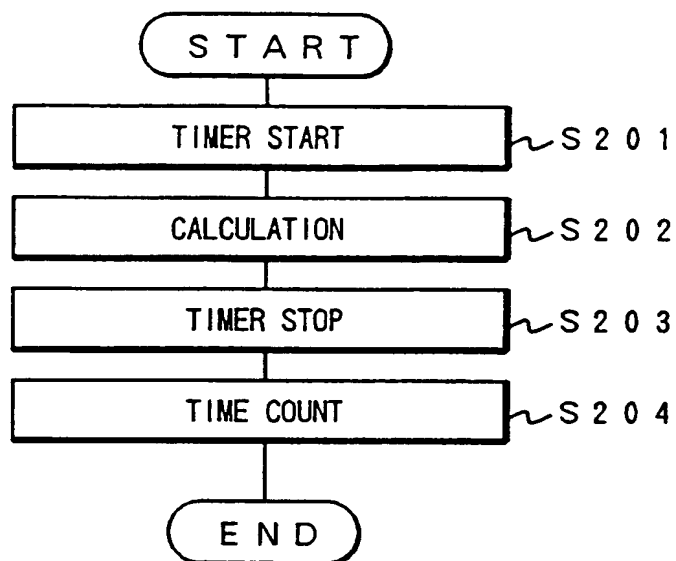 START
TIMER START S201
CALCULATION S202
TIMER STOP S203
TIME COUNT S204
END